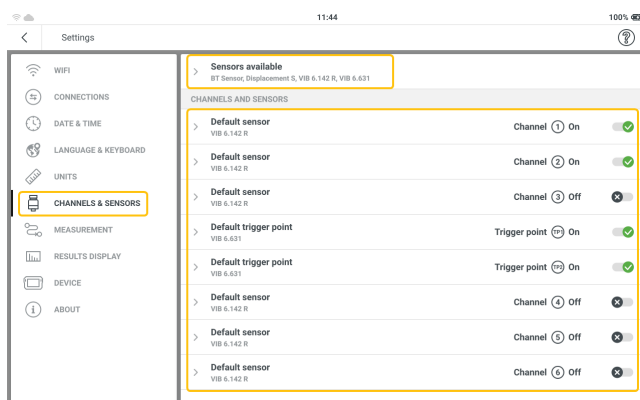 11:44
100%
Settings
WIFI
CONNECTIONS
DATE & TIME
LANGUAGE & KEYBOARD
UNITS
CHANNELS & SENSORS
MEASUREMENT
RESULTS DISPLAY
DEVICE
ABOUT
Sensors available
BT Sensor, Displacement S, VIB 6.142 R, VIB 6.631
CHANNELS AND SENSORS
Default sensor
VIB 6.142 R
Channel 1 On
Default sensor
VIB 6.142 R
Channel 2 On
Default sensor
VIB 6.142 R
Channel 3 Off
Default trigger point
VIB 6.631
Trigger point TP1 On
Default trigger point
VIB 6.631
Trigger point TP2 On
Default sensor
VIB 6.142 R
Channel 4 Off
Default sensor
VIB 6.142 R
Channel 5 Off
Default sensor
VIB 6.142 R
Channel 6 Off